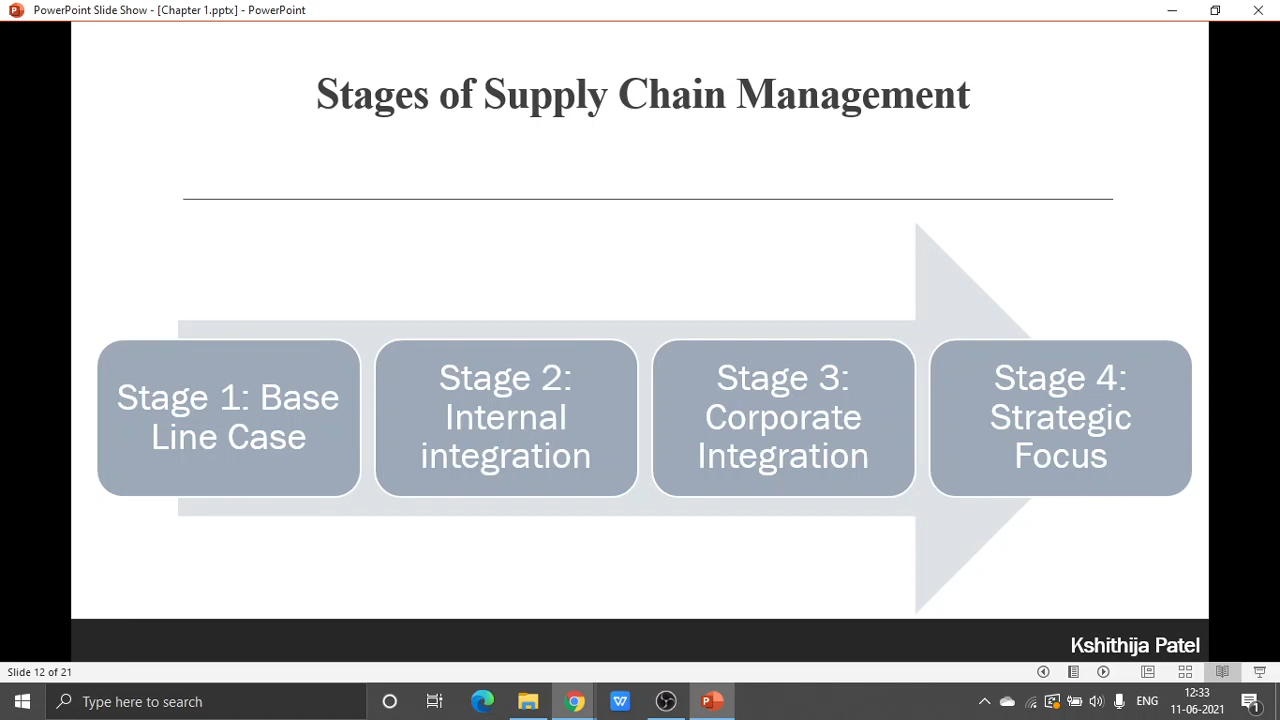 PowerPoint Slide Show - [Chapter 1.pptx] - PowerPoint
Stages of Supply Chain Management
Stage 1: Base
Line Case
Stage 2:
Internal
integration
Stage 3:
Corporate
Integration
Stage 4:
Strategic
Focus
Kshithija Patel
Slide 12 of 21
Type here to search
ENG
12:33
11-06-2021
1